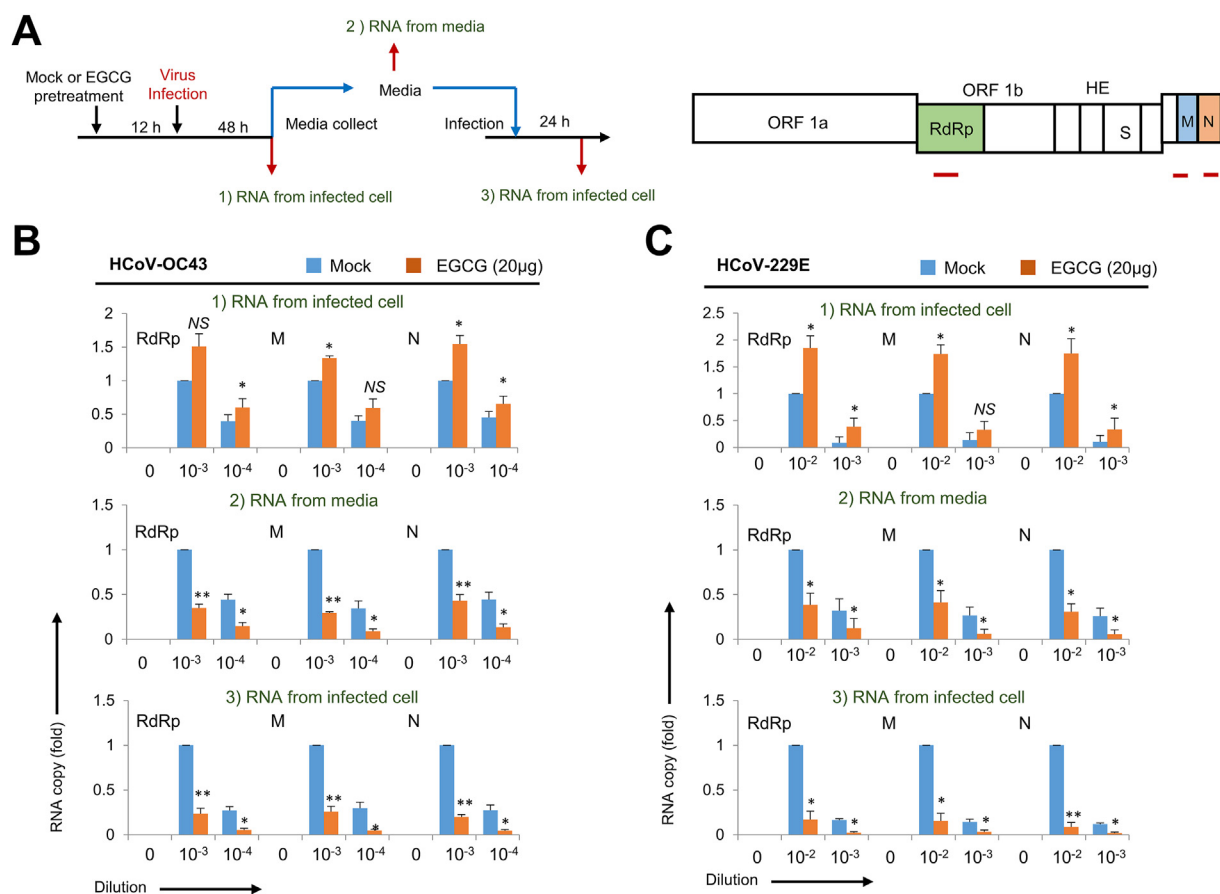 A
2 ) RNA from media
Mock or EGCG
pretreatment
Virus
Infection
12 h
48 h
Media
Media collect
Infection
24 h
1) RNA from infected cell
3) RNA from infected cell
ORF 1a
ORF 1b
HE
RdRp
S
M
N
B
HCoV-OC43
Mock
EGCG (20µg)
1) RNA from infected cell
2
1.5
1
0.5
0
RdRp
M
N
NS
*
*
NS
*
*
0 10-3 10-4 0 10-3 10-4 0 10-3 10-4
2) RNA from media
1.5
1
0.5
0
RdRp
M
N
**
*
**
*
**
*
0 10-3 10-4 0 10-3 10-4 0 10-3 10-4
3) RNA from infected cell
1.5
1
0.5
0
RdRp
M
N
**
*
**
*
**
*
0 10-3 10-4 0 10-3 10-4 0 10-3 10-4
RNA copy (fold)
Dilution
C
HCoV-229E
Mock
EGCG (20µg)
1) RNA from infected cell
2.5
2
1.5
1
0.5
0
RdRp
M
N
*
*
*
NS
*
*
0 10-2 10-3 0 10-2 10-3 0 10-2 10-3
2) RNA from media
1.5
1
0.5
0
RdRp
M
N
*
*
*
*
*
*
0 10-2 10-3 0 10-2 10-3 0 10-2 10-3
3) RNA from infected cell
1.5
1
0.5
0
RdRp
M
N
*
*
*
*
**
*
0 10-2 10-3 0 10-2 10-3 0 10-2 10-3
RNA copy (fold)
Dilution